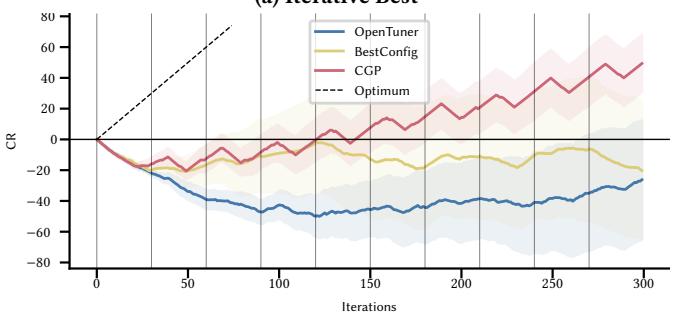 (a) Iterative Best
80
60
40
20
0
−20
−40
−60
−80
CR
OpenTuner
BestConfig
CGP
Optimum
0 50 100 150 200 250 300
Iterations